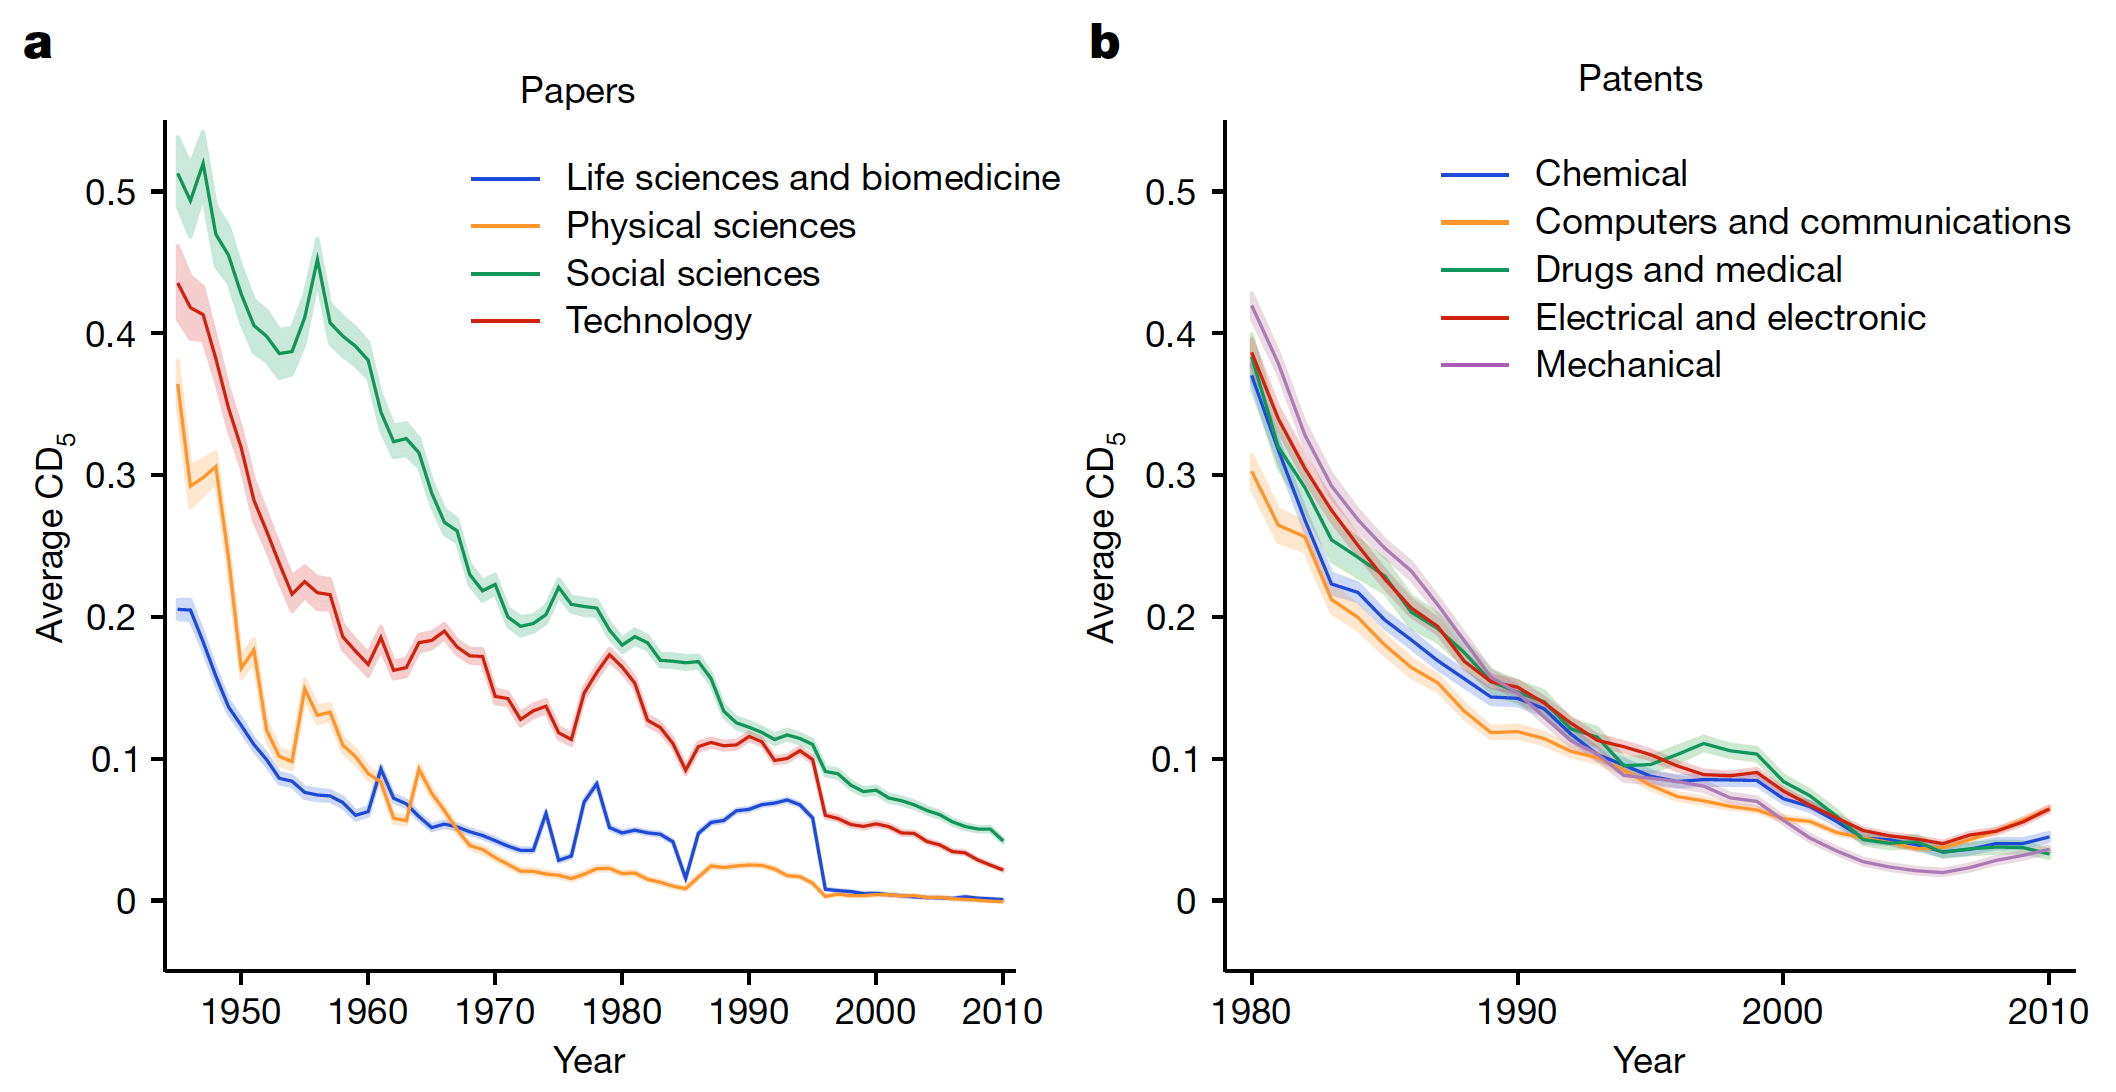 a
Papers
Life sciences and biomedicine
Physical sciences
Social sciences
Technology
0.5
0.4
0.3
0.2
0.1
0
Average CD5
1950 1960 1970 1980 1990 2000 2010
Year
b
Patents
Chemical
Computers and communications
Drugs and medical
Electrical and electronic
Mechanical
0.5
0.4
0.3
0.2
0.1
0
Average CD5
1980 1990 2000 2010
Year